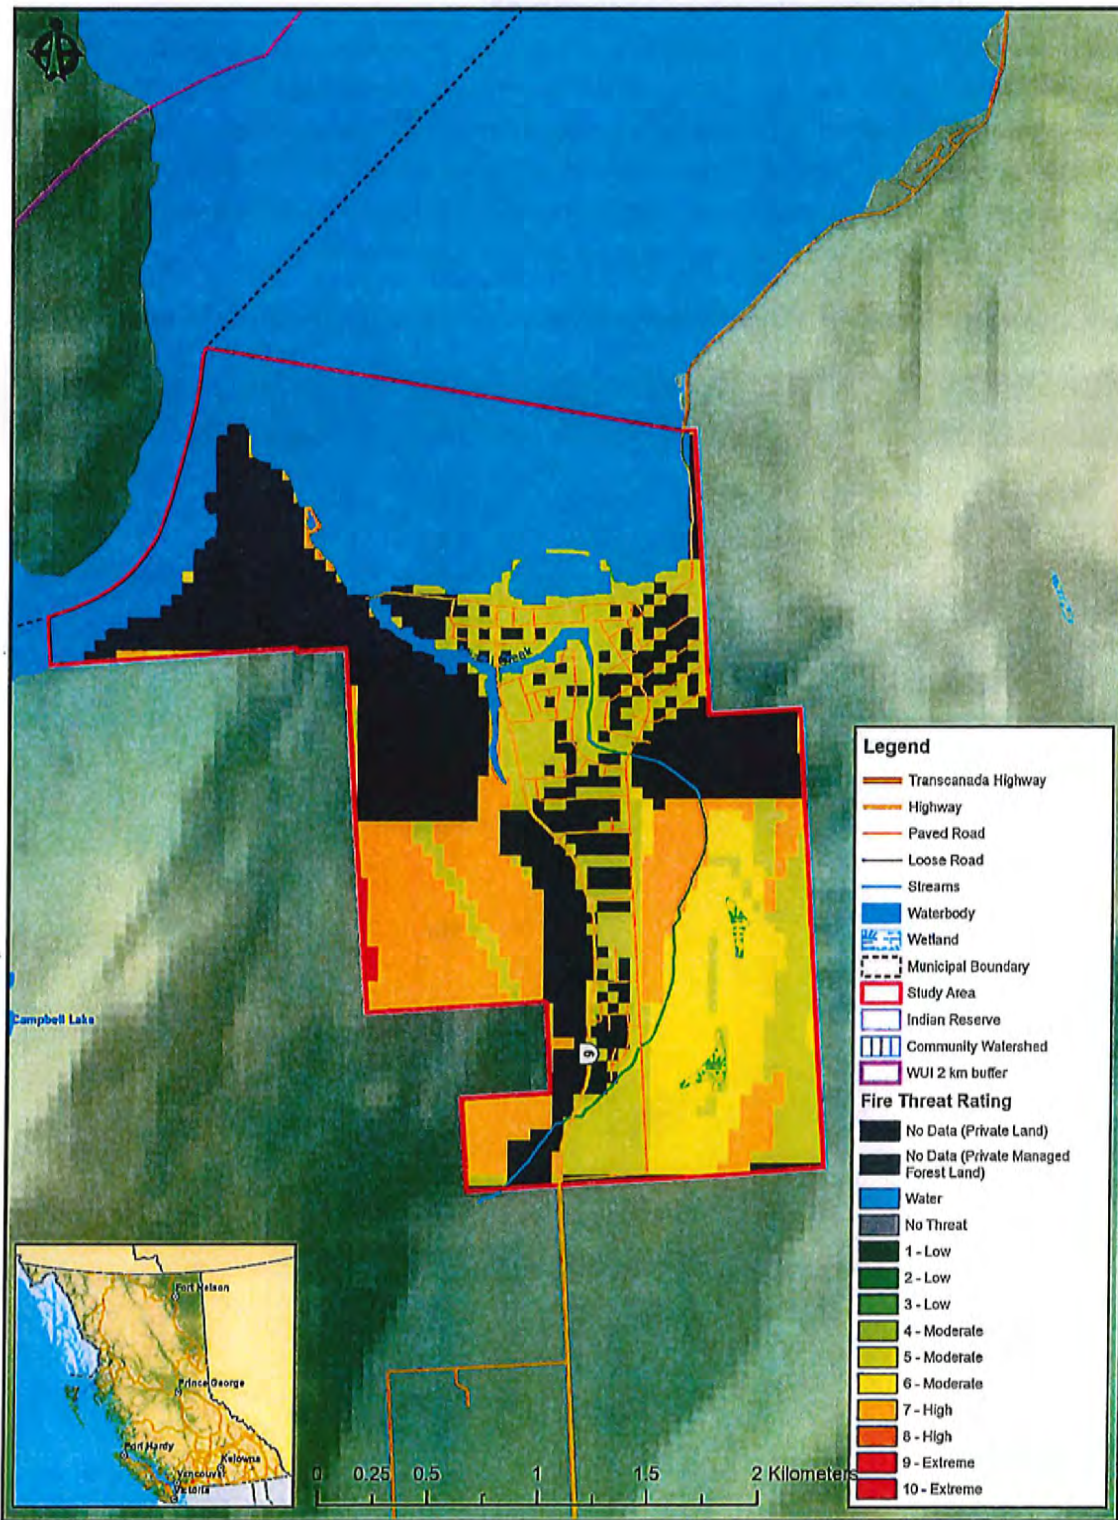 Creek
9
Campbell Lake
Legend
Transcanada Highway
Highway
Paved Road
Loose Road
Streams
Waterbody
Wetland
Municipal Boundary
Study Area
Indian Reserve
Community Watershed
WUI 2 km buffer
Fire Threat Rating
No Data (Private Land)
No Data (Private Managed
Forest Land)
Water
No Threat
1 - Low
2 - Low
3 - Low
4 - Moderate
5 - Moderate
6 - Moderate
7 - High
8 - High
9 - Extreme
10 - Extreme
Fort Nelson
Prince George
Port Hardy
Kelowna
Vancouver
Victoria
0 0.25 0.5 1 1.5 2 Kilometers